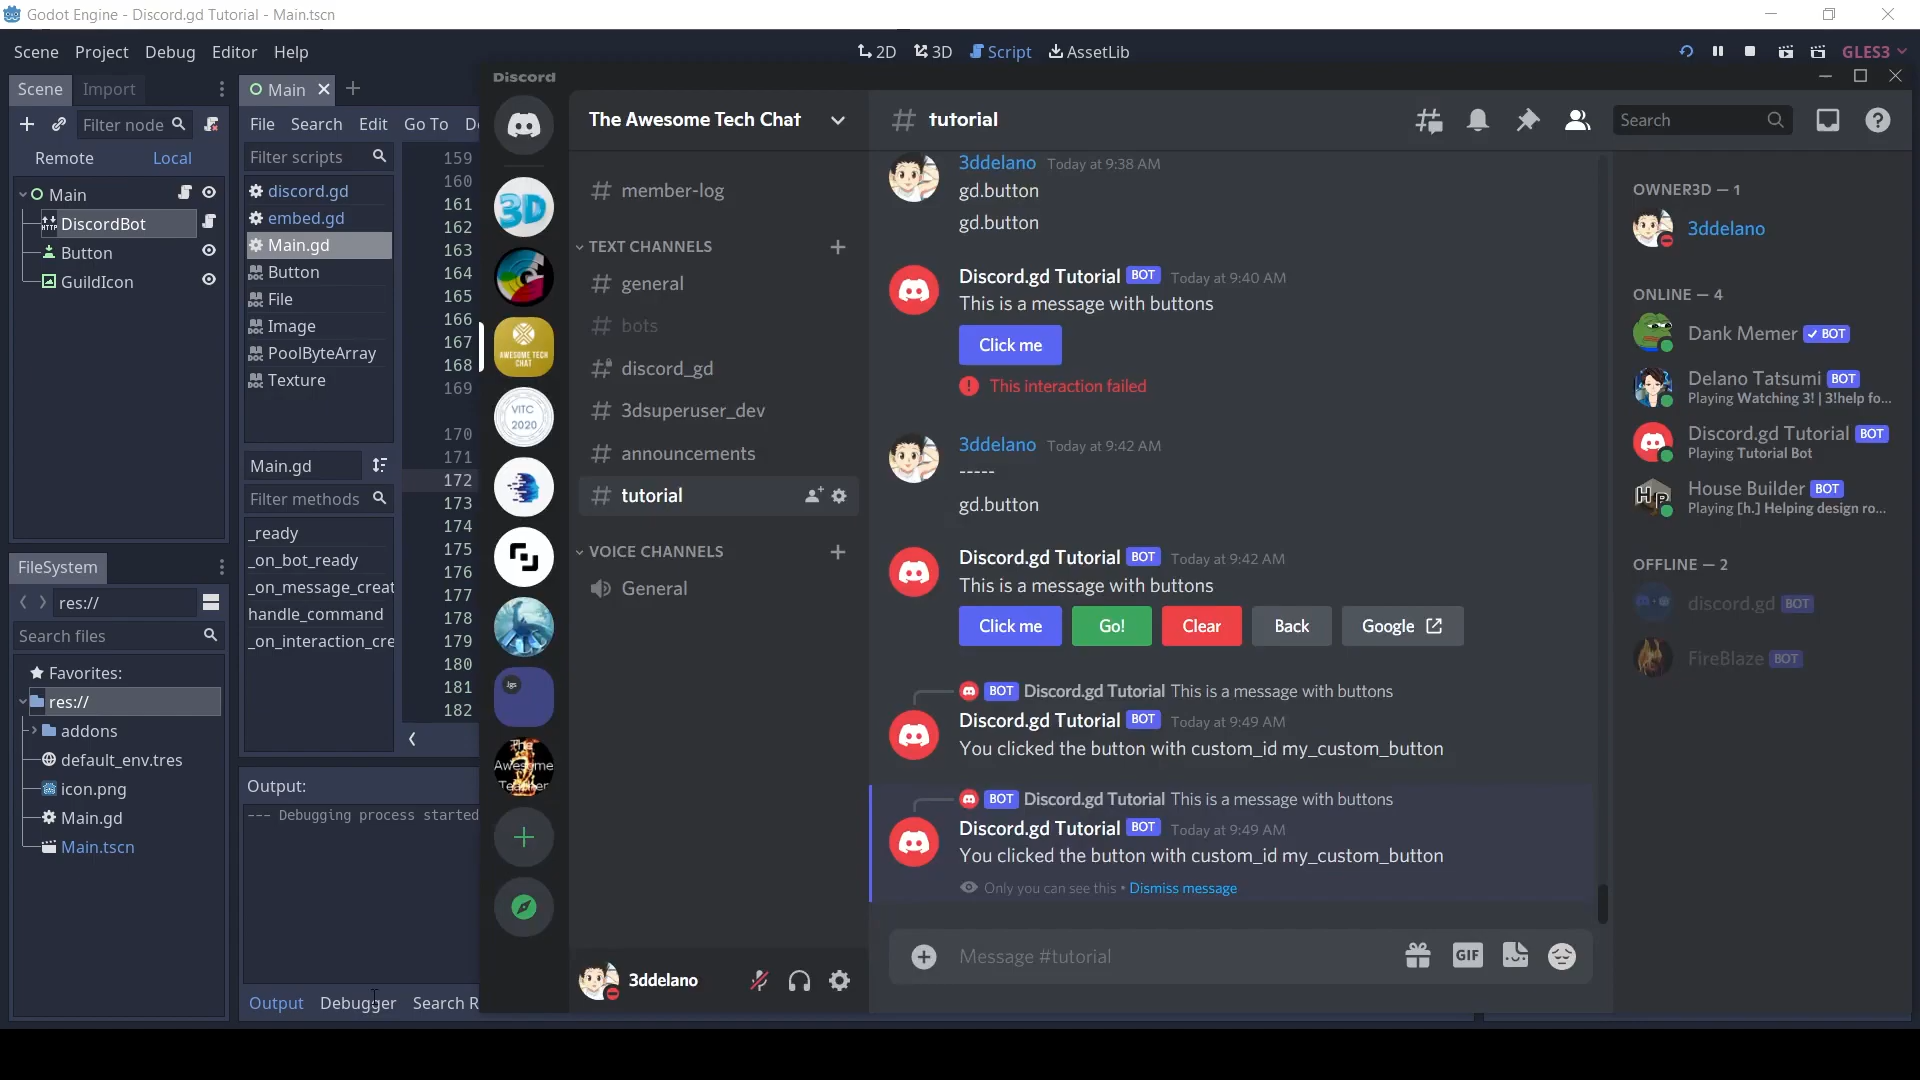 Godot Engine - Discord.gd Tutorial - Main.tscn
Scene Project Debug Editor Help
2D 3D Script AssetLib
GLES3
Scene Import
Filter node
Remote Local
Main
DiscordBot
Button
GuildIcon
FileSystem
res://
Search files
Favorites:
res://
addons
default_env.tres
icon.png
Main.gd
Main.tscn
Main
File Search Edit Go To
Filter scripts
discord.gd
embed.gd
Main.gd
Button
File
Image
PoolByteArray
Texture
Main.gd
Filter methods
_ready
_on_bot_ready
_on_message_creat
handle_command
_on_interaction_cre
159
160
161
162
163
164
165
166
167
168
169
170
171
172
173
174
175
176
177
178
179
180
181
182
Output:
--- Debugging process started
Output Debugger Search R
Discord
3D
AWESOME TECH CHAT
VITC 2020
jgs
The Awesome Teacher
The Awesome Tech Chat
member-log
TEXT CHANNELS
general
bots
discord_gd
3dsuperuser_dev
announcements
tutorial
VOICE CHANNELS
General
3ddelano
# tutorial
Search
3ddelano Today at 9:38 AM
gd.button
gd.button
Discord.gd Tutorial BOT Today at 9:40 AM
This is a message with buttons
Click me
This interaction failed
3ddelano Today at 9:42 AM
-----
gd.button
Discord.gd Tutorial BOT Today at 9:42 AM
This is a message with buttons
Click me Go! Clear Back Google
BOT Discord.gd Tutorial This is a message with buttons
Discord.gd Tutorial BOT Today at 9:49 AM
You clicked the button with custom_id my_custom_button
BOT Discord.gd Tutorial This is a message with buttons
Discord.gd Tutorial BOT Today at 9:49 AM
You clicked the button with custom_id my_custom_button
Only you can see this • Dismiss message
Message #tutorial
GIF
OWNER3D — 1
3ddelano
ONLINE — 4
Dank Memer BOT
Delano Tatsumi BOT
Playing Watching 3! | 3!help fo...
Discord.gd Tutorial BOT
Playing Tutorial Bot
House Builder BOT
Playing [h.] Helping design ro...
OFFLINE — 2
discord.gd BOT
FireBlaze BOT